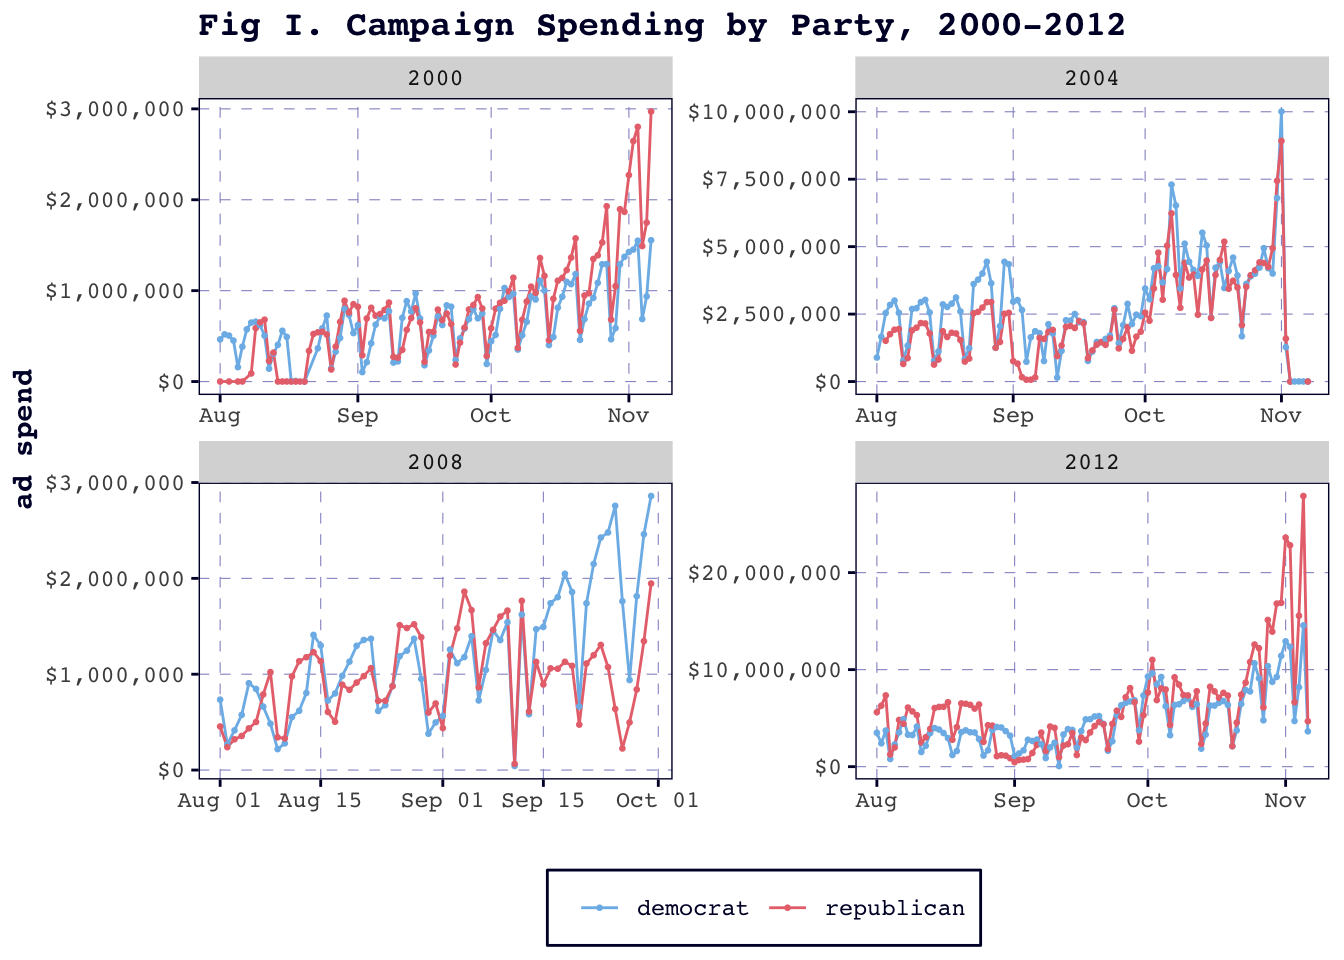 Fig I. Campaign Spending by Party, 2000-2012
ad spend
2000
$3,000,000
$2,000,000
$1,000,000
$0
Aug Sep Oct Nov
2004
$10,000,000
$7,500,000
$5,000,000
$2,500,000
$0
Aug Sep Oct Nov
2008
$3,000,000
$2,000,000
$1,000,000
$0
Aug 01 Aug 15 Sep 01 Sep 15 Oct 01
2012
$20,000,000
$10,000,000
$0
Aug Sep Oct Nov
democrat republican